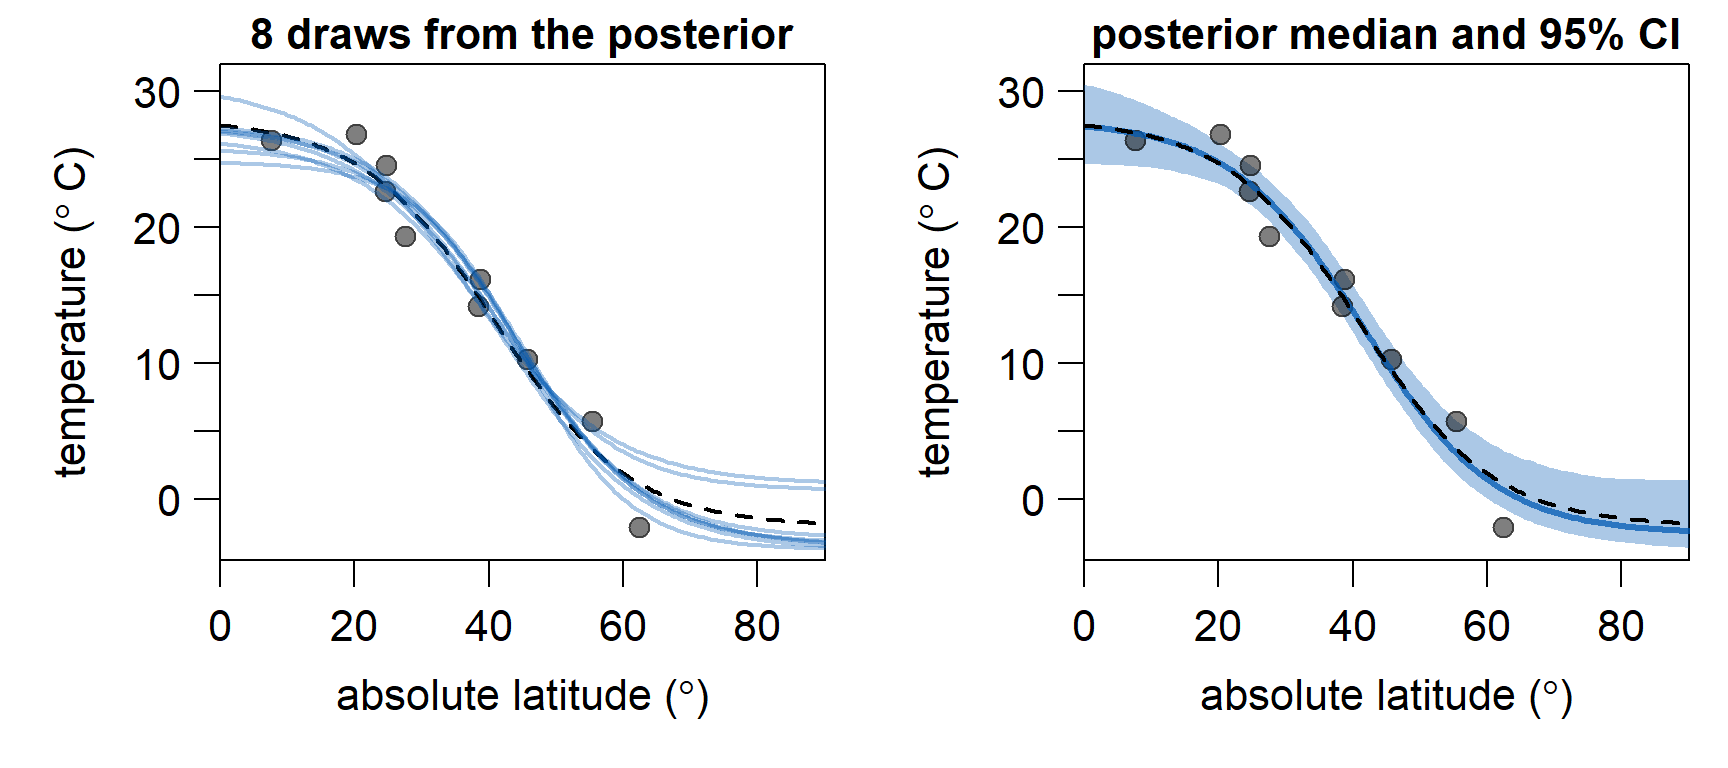 8 draws from the posterior
30
20
10
0
temperature (° C)
0 20 40 60 80
absolute latitude (°)
posterior median and 95% CI
30
20
10
0
temperature (° C)
0 20 40 60 80
absolute latitude (°)